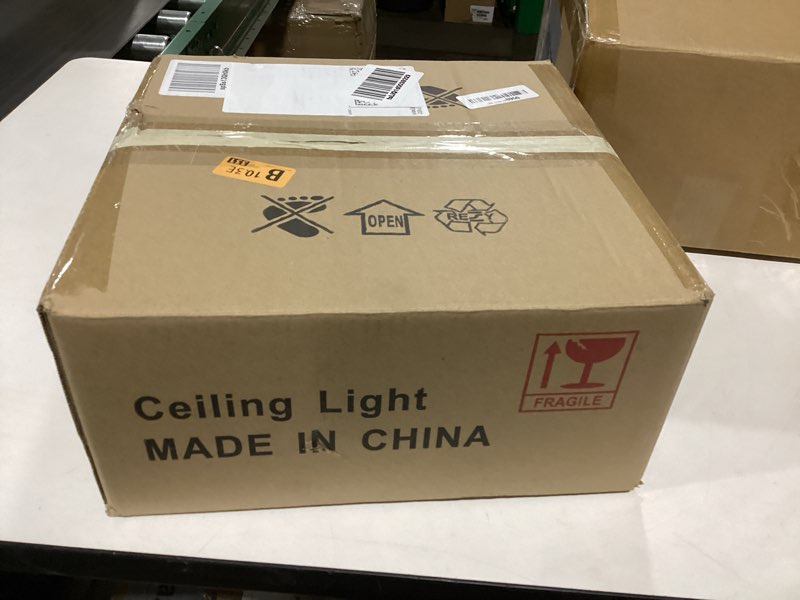 B
10.3E
OPEN
REZY
FRAGILE
Ceiling Light
MADE IN CHINA